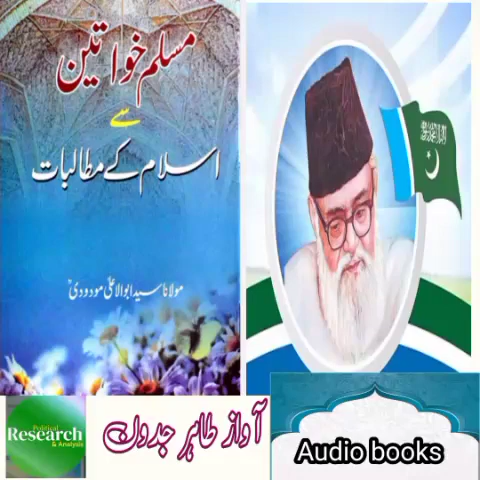 مسلم خواتین
سے
اسلام کے مطالبات
مولانا سید ابوالاعلیٰ مودودیؒ
Political
Research
& Analysis
آواز طاہر جدون
Audio books